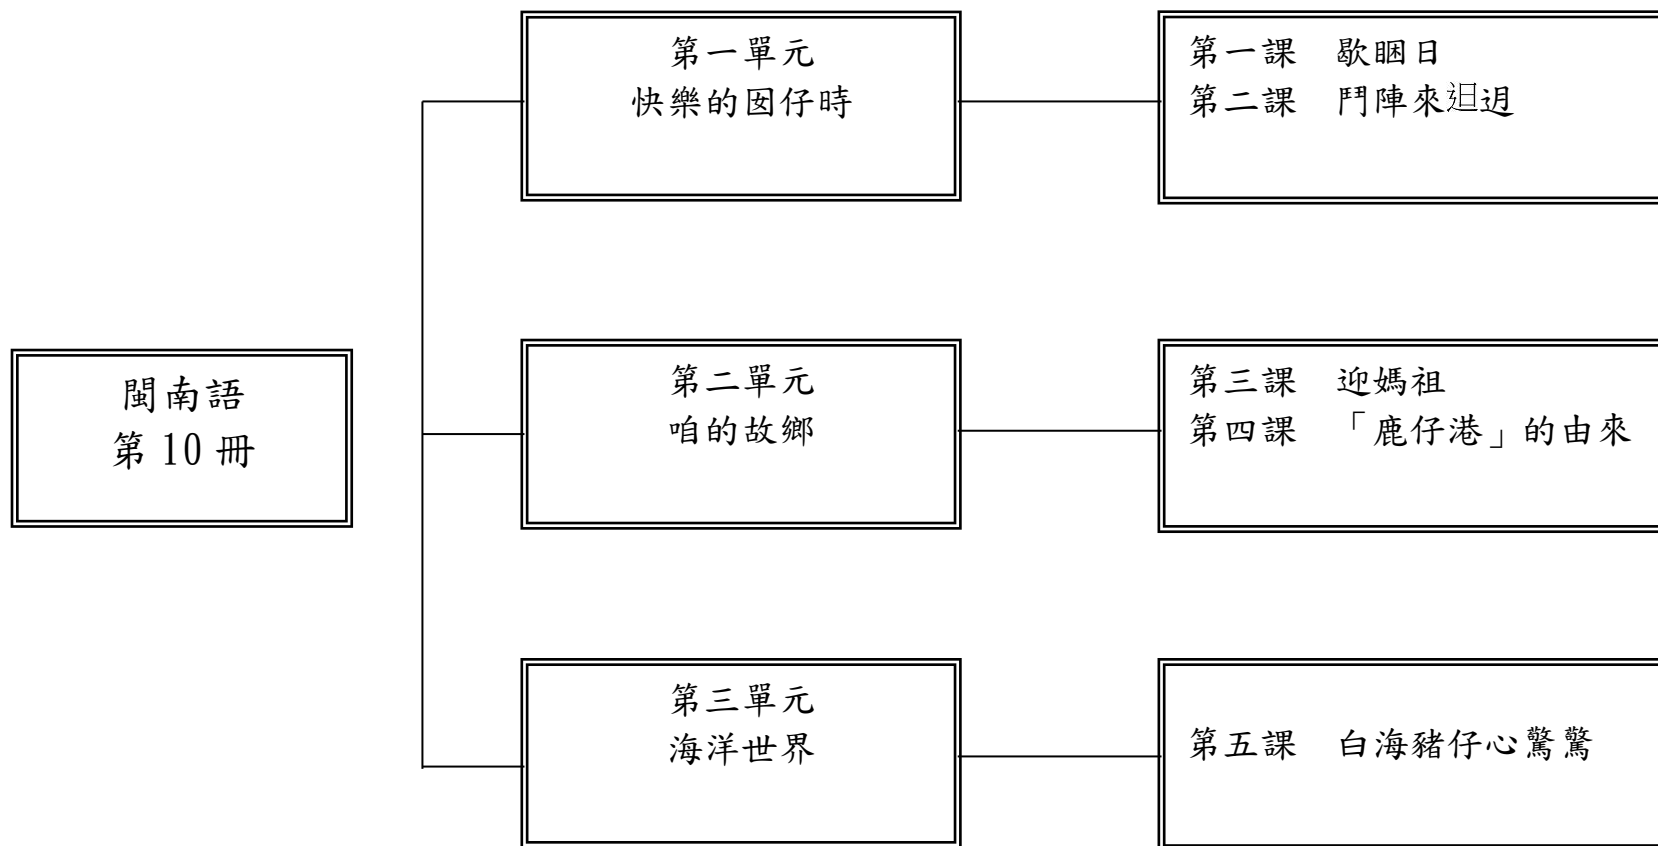 閩南語
第 10 冊
第一單元
快樂的囡仔時
第一課　歇睏日
第二課　鬥陣來𨑨迌
第二單元
咱的故鄉
第三課　迎媽祖
第四課　「鹿仔港」的由來
第三單元
海洋世界
第五課　白海豬仔心驚驚